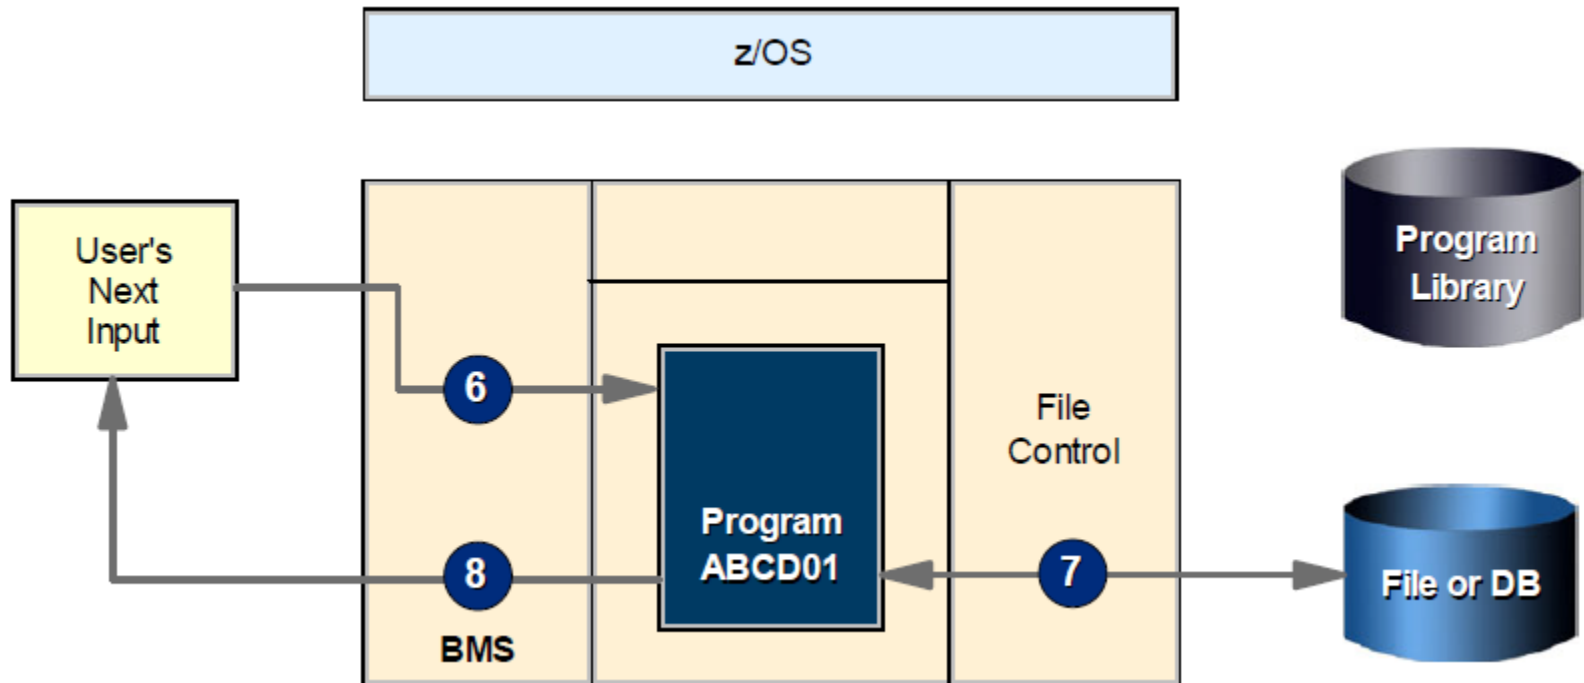 z/OS
User's
Next
Input
6
8
BMS
Program
ABCD01
File
Control
7
Program
Library
File or DB